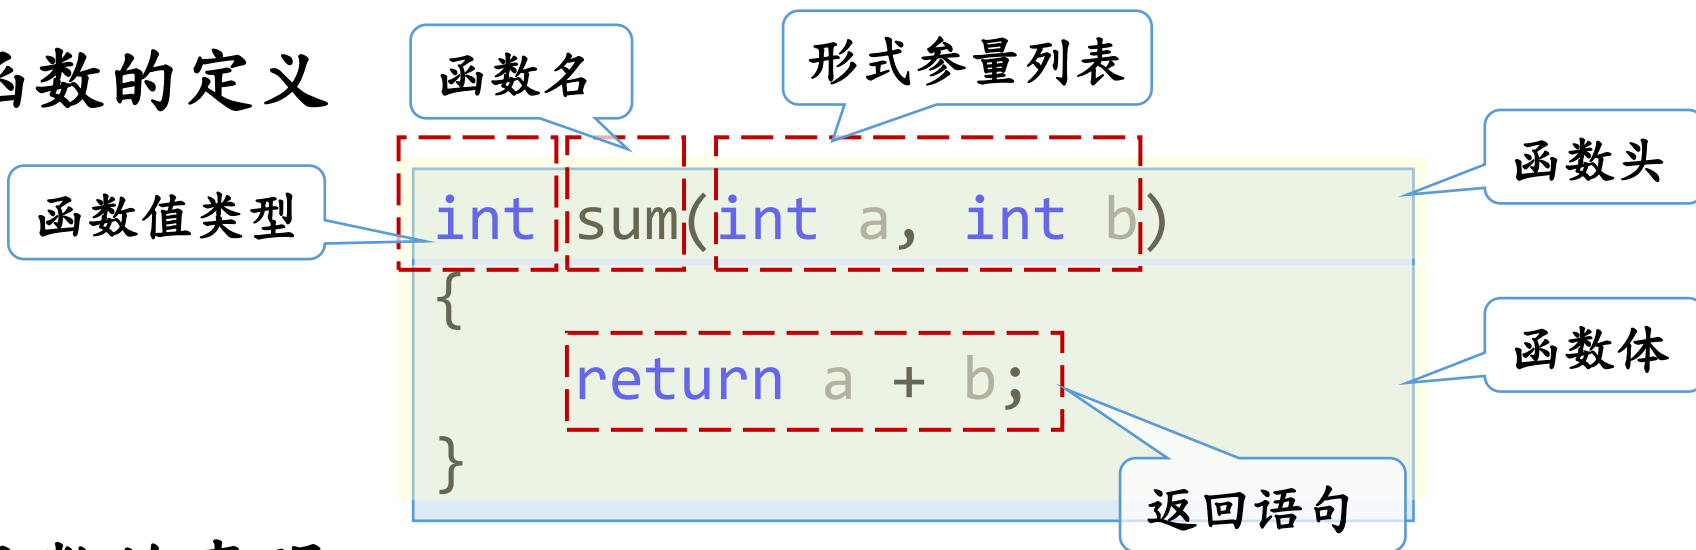 函数的定义
函数名
形式参量列表
函数头
函数值类型
int sum(int a, int b)
{
函数体
return a + b;
}
返回语句